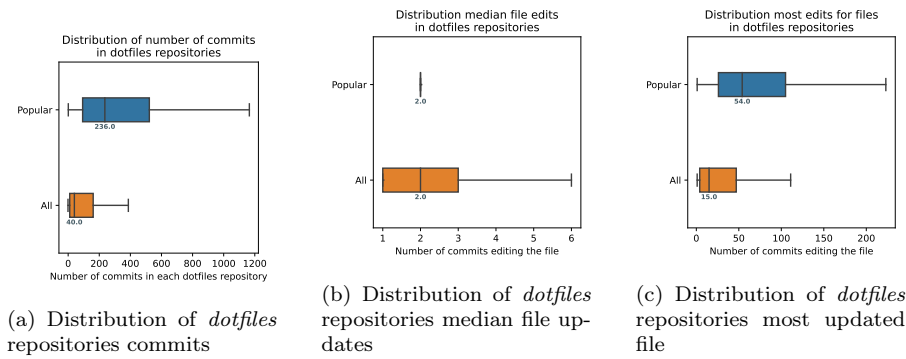 Distribution of number of commits
in dotfiles repositories
Popular
236.0
All
40.0
0 200 400 600 800 1000 1200
Number of commits in each dotfiles repository
(a) Distribution of dotfiles
repositories commits
Distribution median file edits
in dotfiles repositories
Popular
2.0
All
2.0
1 2 3 4 5 6
Number of commits editing the file
(b) Distribution of dotfiles
repositories median file up-
dates
Distribution most edits for files
in dotfiles repositories
Popular
54.0
All
15.0
0 50 100 150 200
Number of commits editing the file
(c) Distribution of dotfiles
repositories most updated
file